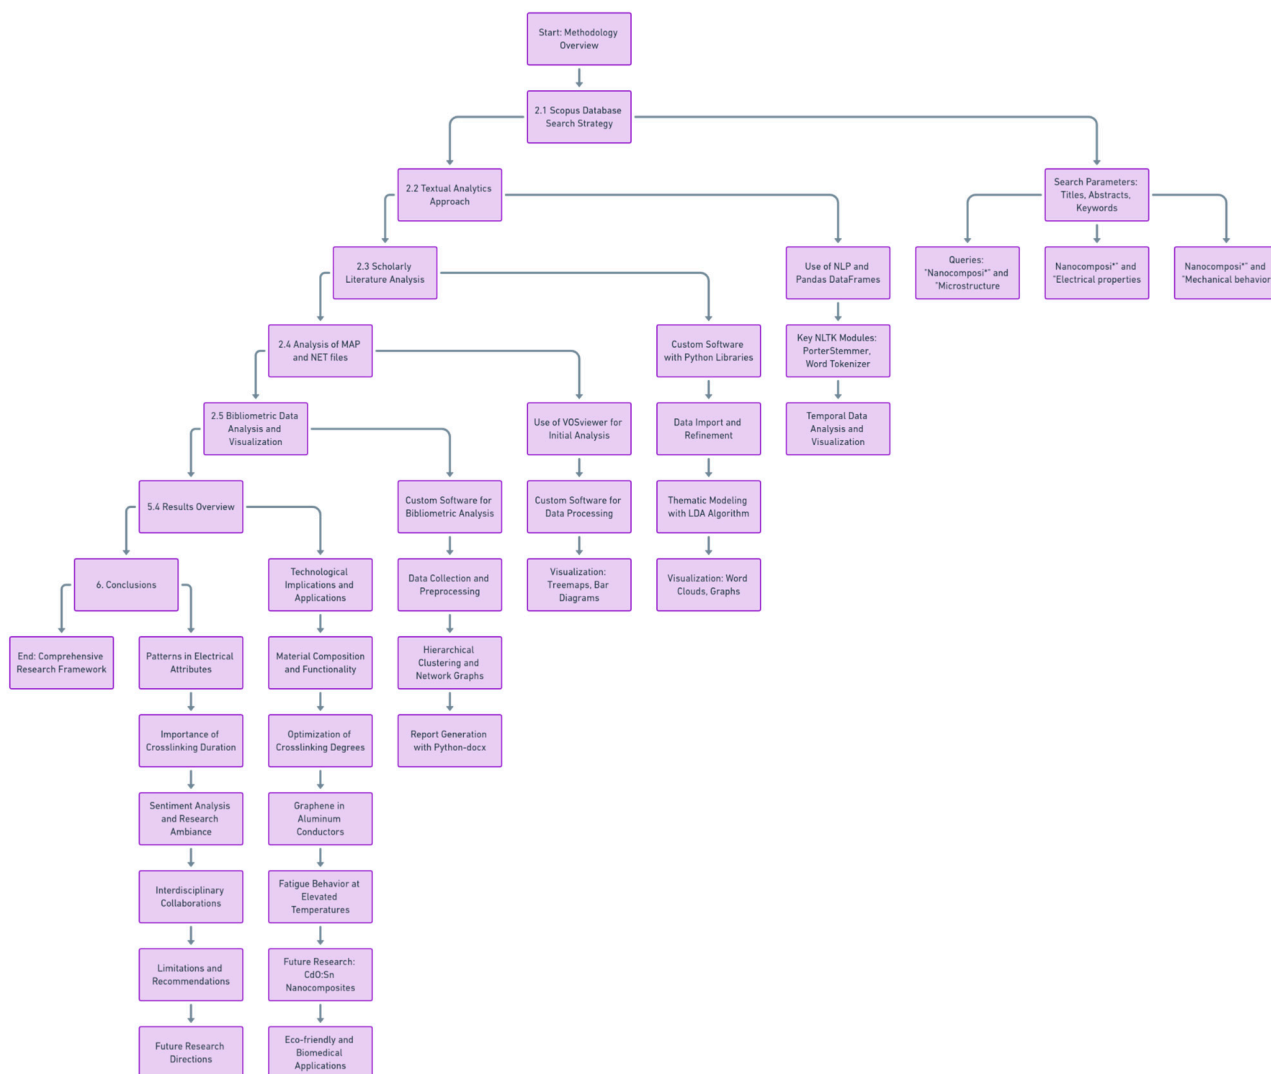 Start: Methodology
Overview
2.1 Scopus Database
Search Strategy
2.2 Textual Analytics
Approach
Search Parameters:
Titles, Abstracts,
Keywords
2.3 Scholarly
Literature Analysis
Use of NLP and
Pandas DataFrames
Queries:
"Nanocomposi*" and
"Microstructure
Nanocomposi*" and
"Electrical properties
Nanocomposi*" and
"Mechanical behavior
2.4 Analysis of MAP
and NET files
Custom Software
with Python Libraries
Key NLTK Modules:
PorterStemmer,
Word Tokenizer
2.5 Bibliometric Data
Analysis and
Visualization
Use of VOSviewer for
Initial Analysis
Data Import and
Refinement
Temporal Data
Analysis and
Visualization
5.4 Results Overview
Custom Software for
Bibliometric Analysis
Custom Software for
Data Processing
Thematic Modeling
with LDA Algorithm
6. Conclusions
Technological
Implications and
Applications
Data Collection and
Preprocessing
Visualization:
Treemaps, Bar
Diagrams
Visualization: Word
Clouds, Graphs
End: Comprehensive
Research Framework
Patterns in Electrical
Attributes
Material Composition
and Functionality
Hierarchical
Clustering and
Network Graphs
Importance of
Crosslinking Duration
Optimization of
Crosslinking Degrees
Report Generation
with Python-docx
Sentiment Analysis
and Research
Ambiance
Graphene in
Aluminum
Conductors
Interdisciplinary
Collaborations
Fatigue Behavior at
Elevated
Temperatures
Limitations and
Recommendations
Future Research:
CdO:Sn
Nanocomposites
Future Research
Directions
Eco-friendly and
Biomedical
Applications